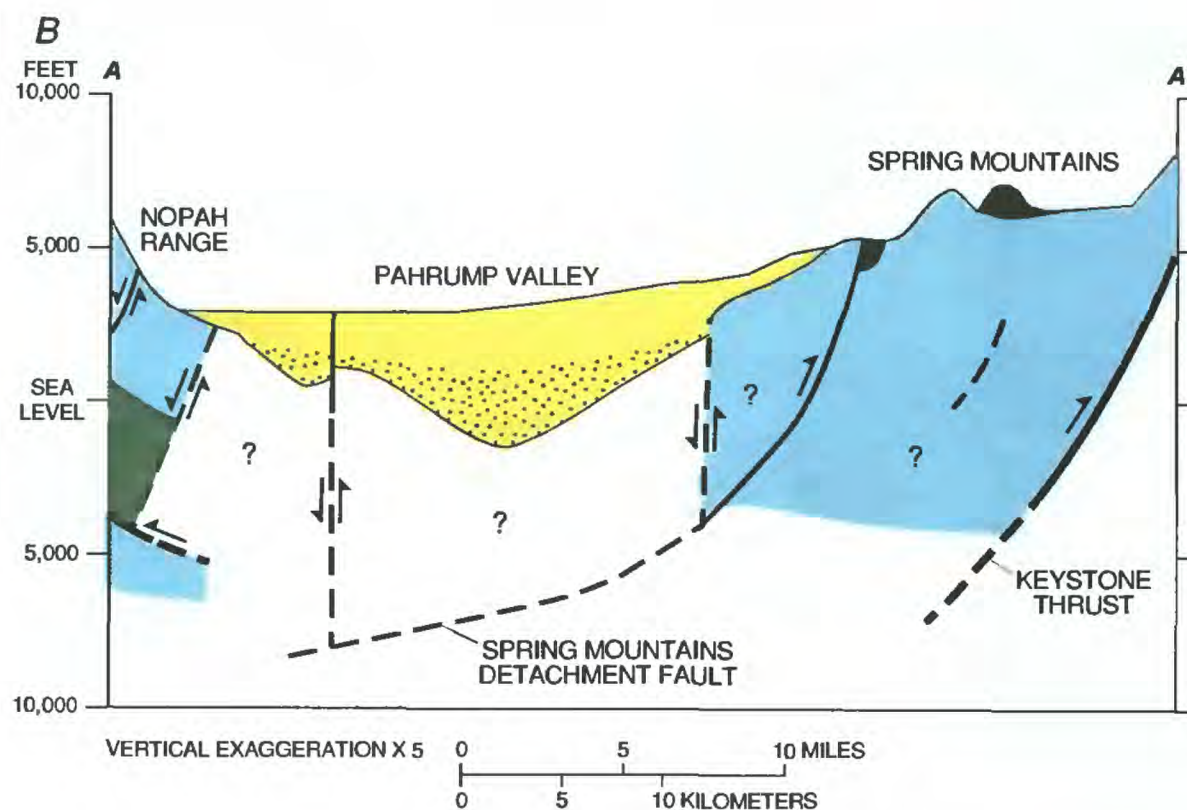 B
FEET
A
A
10,000
SPRING MOUNTAINS
NOPAH
RANGE
5,000
PAHRUMP VALLEY
SEA
LEVEL
?
?
?
?
5,000
KEYSTONE
THRUST
SPRING MOUNTAINS
DETACHMENT FAULT
10,000
VERTICAL EXAGGERATION X 5
0 5 10 MILES
0 5 10 KILOMETERS